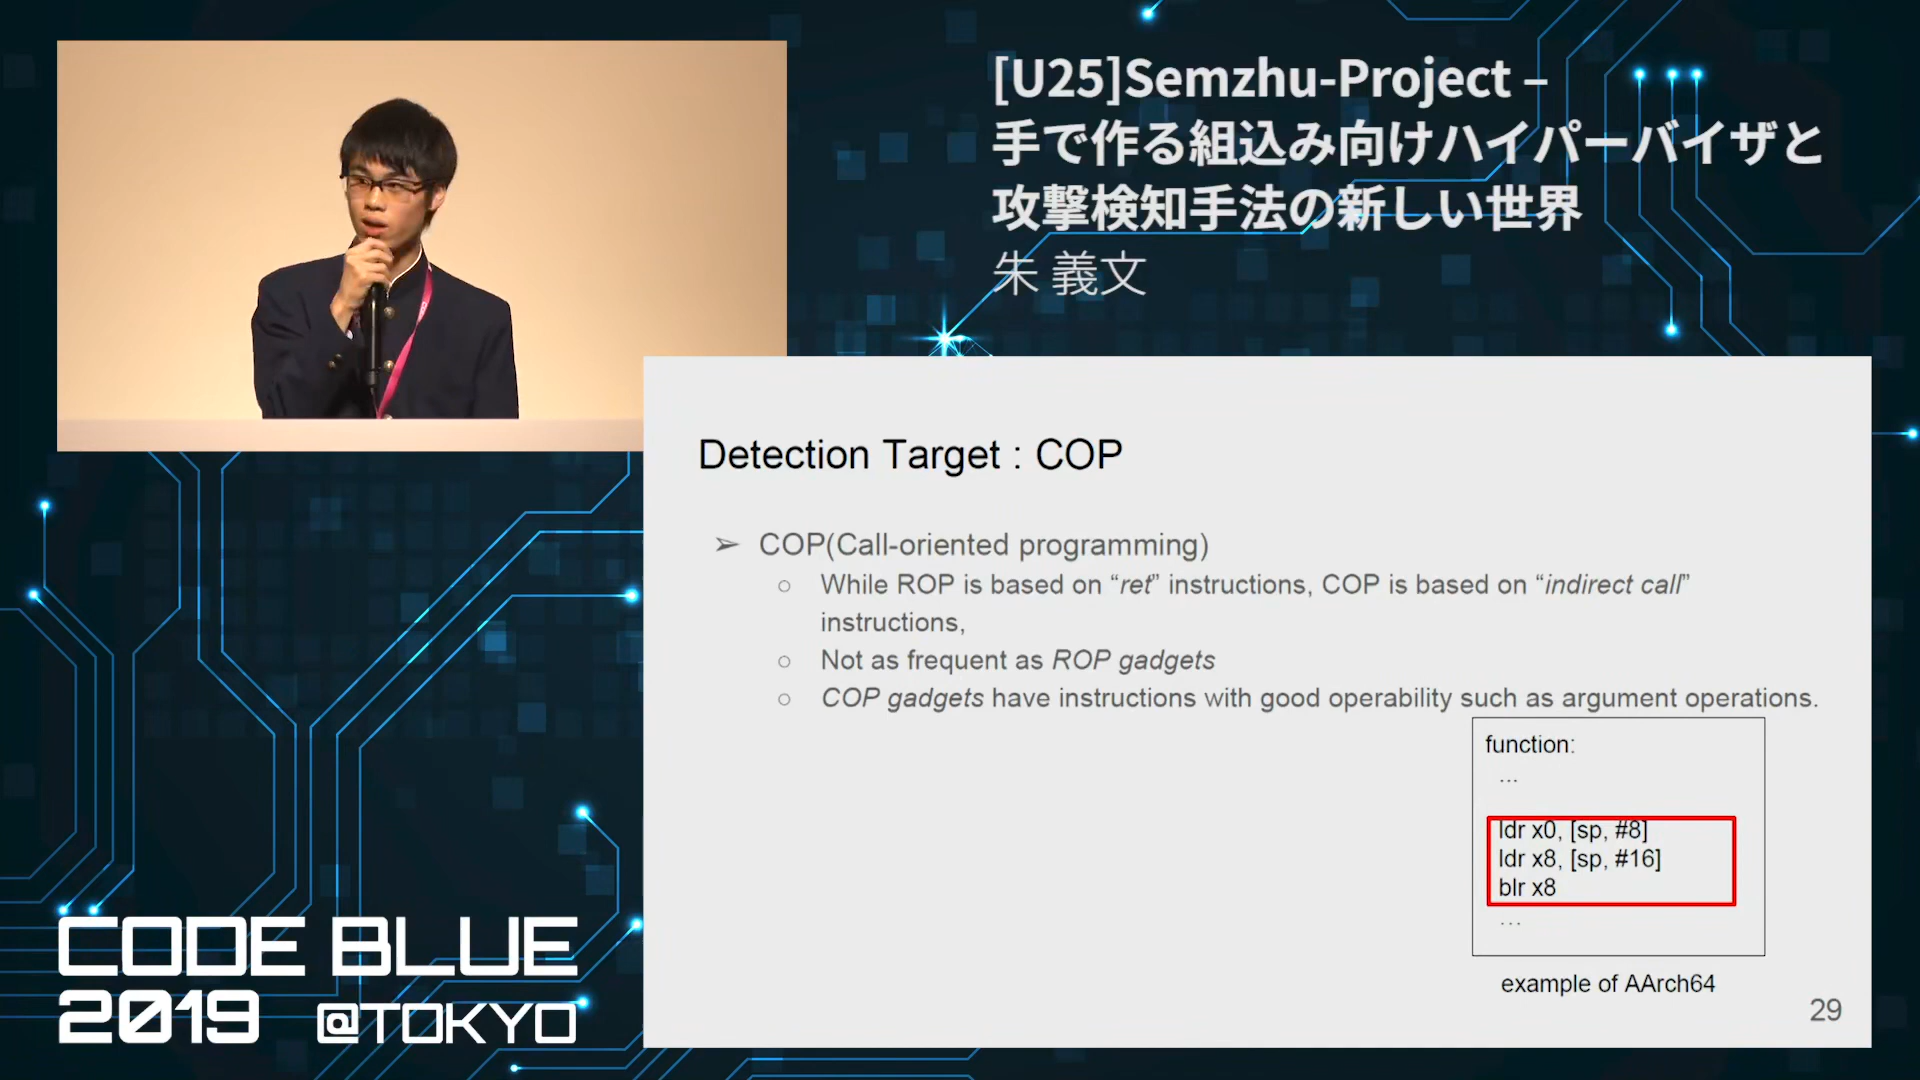 [U25]Semzhu-Project –
手で作る組込み向けハイパーバイザと
攻撃検知手法の新しい世界
朱 義文
Detection Target : COP
➢ COP(Call-oriented programming)
○ While ROP is based on “ret” instructions, COP is based on “indirect call”
instructions,
○ Not as frequent as ROP gadgets
○ COP gadgets have instructions with good operability such as argument operations.
function:
...
ldr x0, [sp, #8]
ldr x8, [sp, #16]
blr x8
...
example of AArch64
29
CODE BLUE
2019 @TOKYO